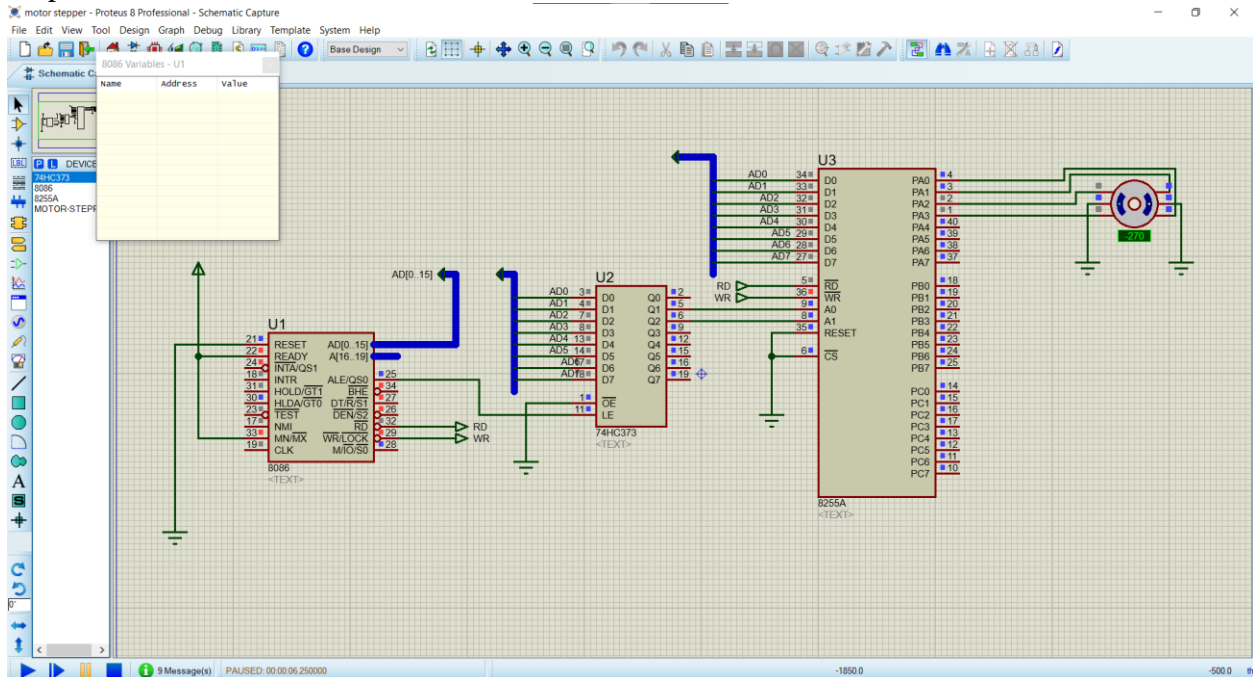 motor stepper - Proteus 8 Professional - Schematic Capture
File Edit View Tool Design Graph Debug Library Template System Help
Base Design
Schematic C
8086 Variables - U1
Name Address Value
P L DEVICE
74HC373
8086
8255A
MOTOR-STEPP
LBL
A
S
0°
AD[0..15]
U1
21 RESET AD[0..15]
22 READY A[16..19]
24 INTA/QS1
18 INTR ALE/QS0 25
31 HOLD/GT1 BHE 34
30 HLDA/GT0 DT/R/S1 27
23 TEST DEN/S2 26
17 NMI RD 32
33 MN/MX WR/LOCK 29
19 CLK M/IO/S0 28
8086
<TEXT>
RD
WR
U2
AD0 3 D0 Q0 2
AD1 4 D1 Q1 5
AD2 7 D2 Q2 6
AD3 8 D3 Q3 9
AD4 13 D4 Q4 12
AD5 14 D5 Q5 15
AD6 17 D6 Q6 16
AD7 18 D7 Q7 19
1 OE
11 LE
74HC373
<TEXT>
U3
AD0 34 D0 PA0 4
AD1 33 D1 PA1 3
AD2 32 D2 PA2 2
AD3 31 D3 PA3 1
AD4 30 D4 PA4 40
AD5 29 D5 PA5 39
AD6 28 D6 PA6 38
AD7 27 D7 PA7 37
RD 5 RD PB0 18
WR 36 WR PB1 19
9 A0 PB2 20
8 A1 PB3 21
35 RESET PB4 22
PB5 23
6 CS PB6 24
PB7 25
PC0 14
PC1 15
PC2 16
PC3 17
PC4 13
PC5 12
PC6 11
PC7 10
8255A
<TEXT>
-270
9 Message(s) PAUSED: 00:00:06.250000 -1850.0 -500.0 th